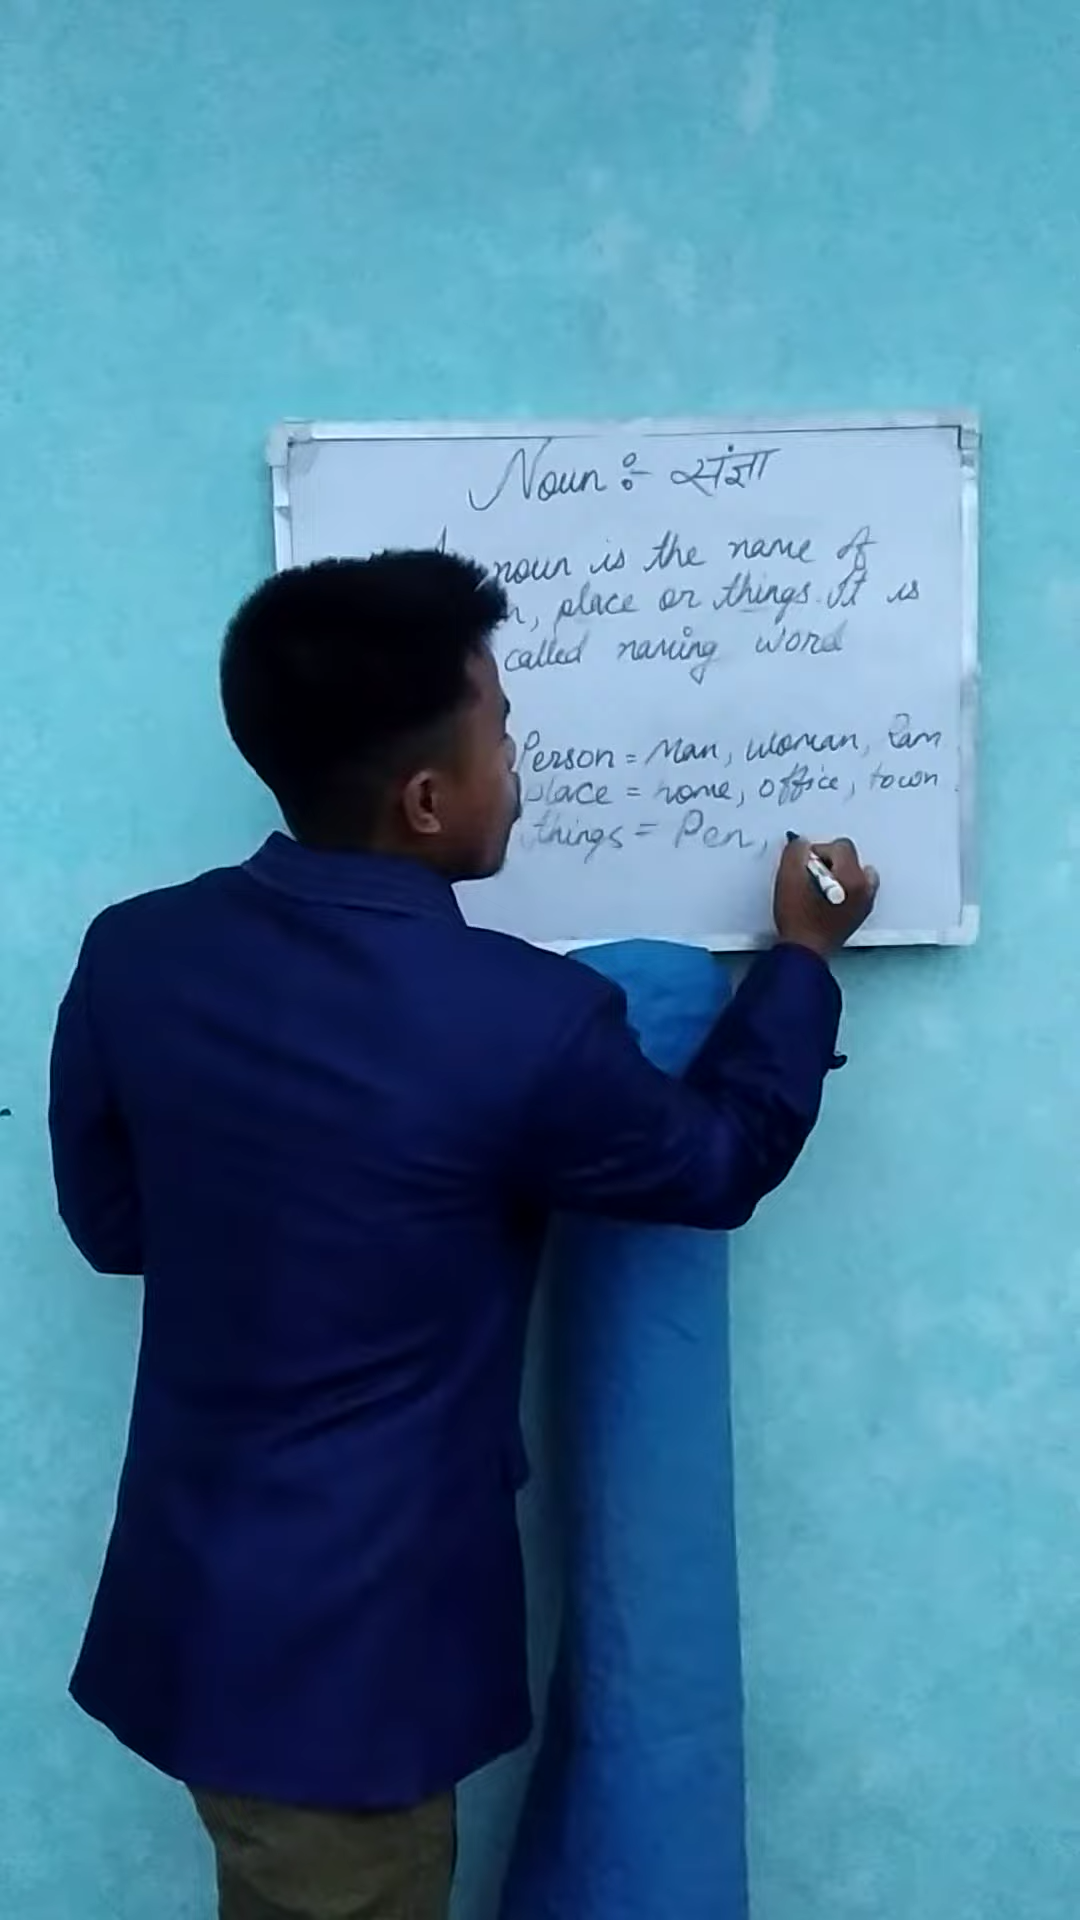 Noun :- संज्ञा
A noun is the name of
place or things. It is
called naming word
Person = Man, woman, Ram
place = home, office, town
things = Pen,